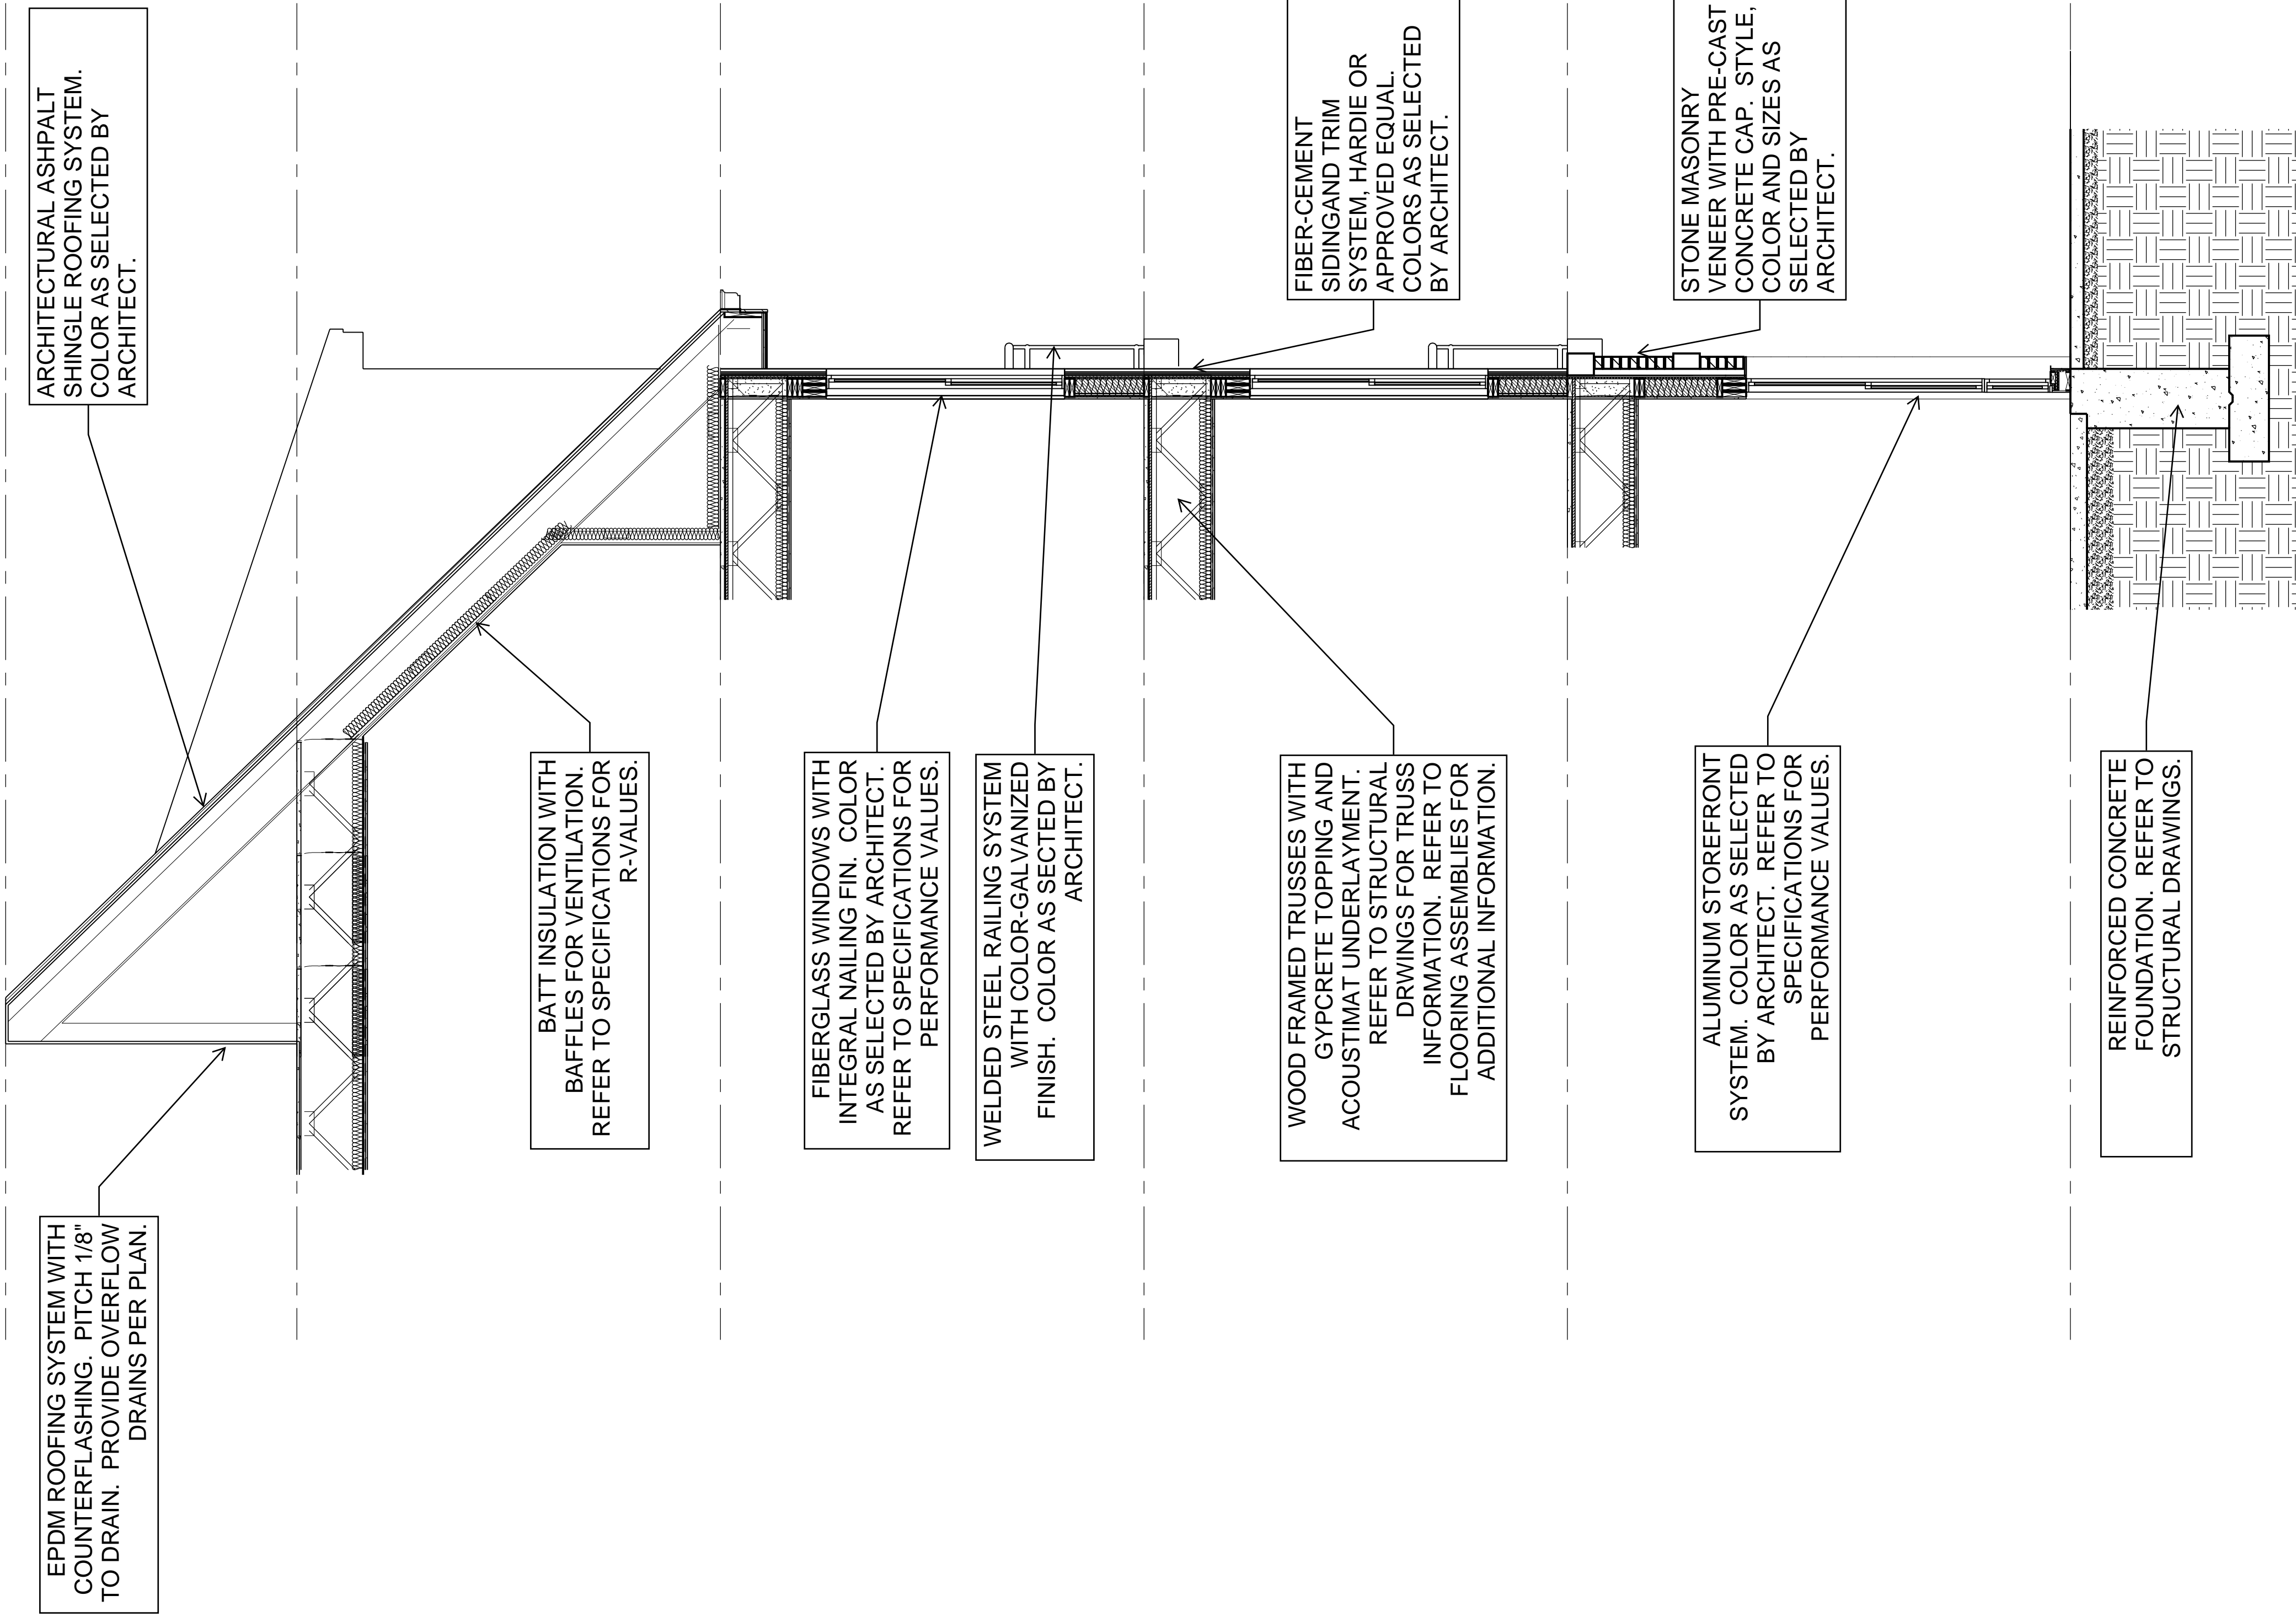 ARCHITECTURAL ASHPALT
SHINGLE ROOFING SYSTEM.
COLOR AS SELECTED BY
ARCHITECT.
EPDM ROOFING SYSTEM WITH
COUNTERFLASHING. PITCH 1/8"
TO DRAIN. PROVIDE OVERFLOW
DRAINS PER PLAN.
BATT INSULATION WITH
BAFFLES FOR VENTILATION.
REFER TO SPECIFICATIONS FOR
R-VALUES.
FIBERGLASS WINDOWS WITH
INTEGRAL NAILING FIN. COLOR
AS SELECTED BY ARCHITECT.
REFER TO SPECIFICATIONS FOR
PERFORMANCE VALUES.
WELDED STEEL RAILING SYSTEM
WITH COLOR-GALVANIZED
FINISH. COLOR AS SECTED BY
ARCHITECT.
FIBER-CEMENT
SIDINGAND TRIM
SYSTEM, HARDIE OR
APPROVED EQUAL.
COLORS AS SELECTED
BY ARCHITECT.
WOOD FRAMED TRUSSES WITH
GYPCRETE TOPPING AND
ACOUSTIMAT UNDERLAYMENT.
REFER TO STRUCTURAL
DRWINGS FOR TRUSS
INFORMATION. REFER TO
FLOORING ASSEMBLIES FOR
ADDITIONAL INFORMATION.
STONE MASONRY
VENEER WITH PRE-CAST
CONCRETE CAP. STYLE,
COLOR AND SIZES AS
SELECTED BY
ARCHITECT.
ALUMINUM STOREFRONT
SYSTEM. COLOR AS SELECTED
BY ARCHITECT. REFER TO
SPECIFICATIONS FOR
PERFORMANCE VALUES.
REINFORCED CONCRETE
FOUNDATION. REFER TO
STRUCTURAL DRAWINGS.